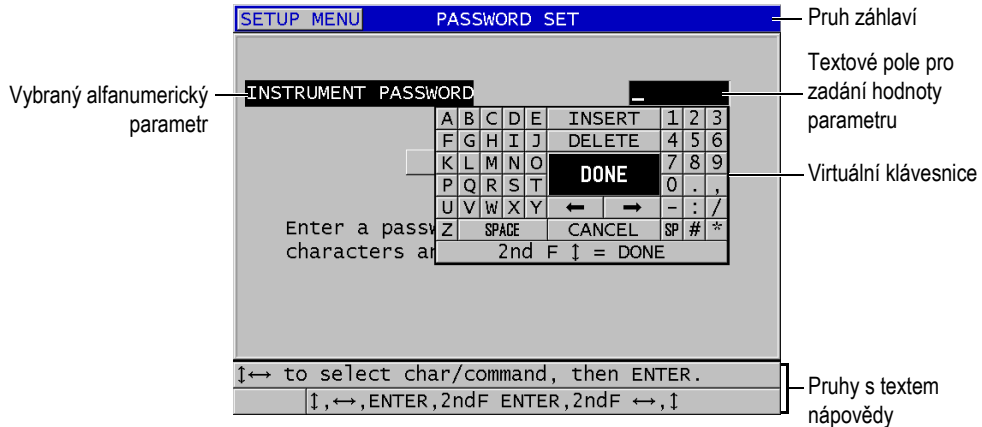 SETUP MENU PASSWORD SET
Pruh záhlaví
Vybraný alfanumerický
parametr
INSTRUMENT PASSWORD _
Textové pole pro
zadání hodnoty
parametru
A B C D E INSERT 1 2 3
F G H I J DELETE 4 5 6
K L M N O DONE 7 8 9
P Q R S T 0 . ,
U V W X Y ← → - : /
Z SPACE CANCEL SP # *
2nd F ↕ = DONE
Virtuální klávesnice
Enter a passw
characters ar
↕↔ to select char/command, then ENTER.
↕,↔,ENTER,2ndF ENTER,2ndF ↔,↕
Pruhy s textem
nápovědy